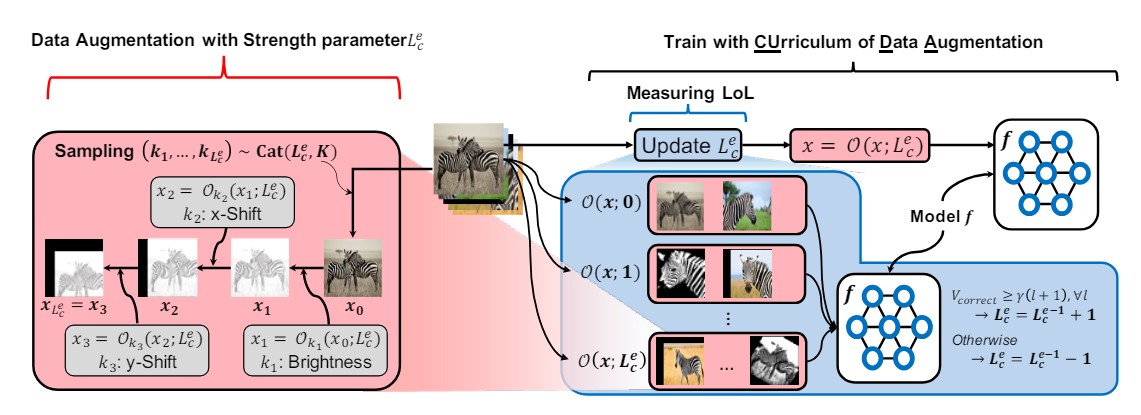 Data Augmentation with Strength parameter$L_c^e$
Train with CUrriculum of Data Augmentation
Measuring LoL
Sampling $(k_1, \ldots, k_{L_c^e}) \sim \mathrm{Cat}(L_c^e, K)$
$x_2 = \mathcal{O}_{k_2}(x_1; L_c^e)$
$k_2$: x-Shift
$x_{L_c^e} = x_3$
$x_2$
$x_1$
$x_0$
$x_3 = \mathcal{O}_{k_3}(x_2; L_c^e)$
$k_3$: y-Shift
$x_1 = \mathcal{O}_{k_1}(x_0; L_c^e)$
$k_1$: Brightness
Update $L_c^e$
$x = \mathcal{O}(x; L_c^e)$
$f$
Model $f$
$\mathcal{O}(x; 0)$
$\mathcal{O}(x; 1)$
⋮
$\mathcal{O}(x; L_c^e)$
...
$f$
$V_{correct} \geq \gamma(l + 1), \forall l$
$\rightarrow L_c^e = L_c^{e-1} + 1$
Otherwise
$\rightarrow L_c^e = L_c^{e-1} - 1$